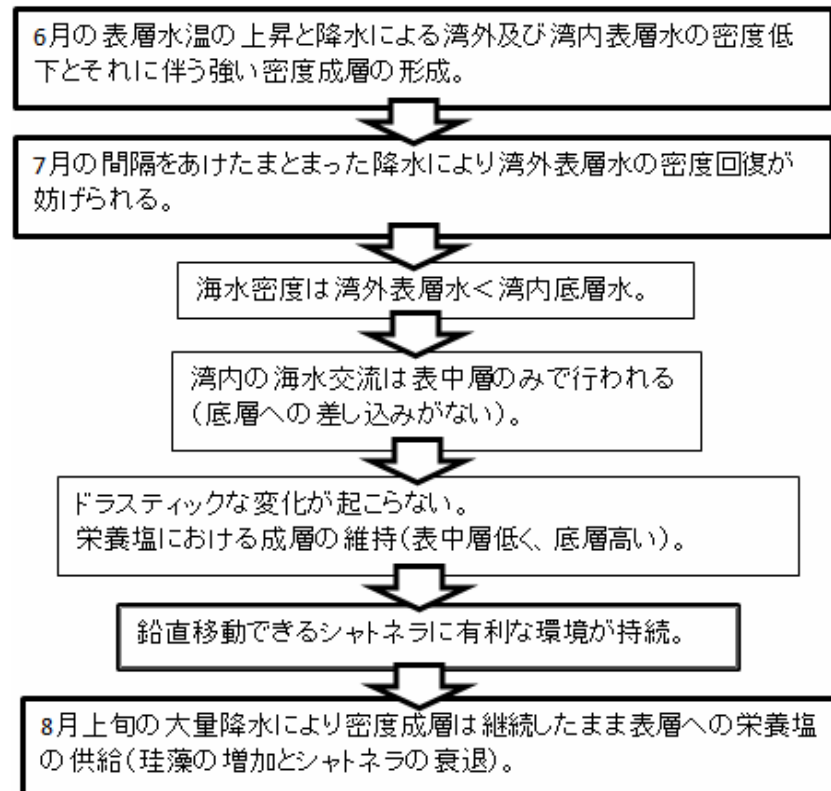 6月の表層水温の上昇と降水による湾外及び湾内表層水の密度低
下とそれに伴う強い密度成層の形成。
7月の間隔をあけたまとまった降水により湾外表層水の密度回復が
妨げられる。
海水密度は湾外表層水<湾内底層水。
湾内の海水交流は表中層のみで行われる
(底層への差し込みがない)。
ドラスティックな変化が起こらない。
栄養塩における成層の維持(表中層低く、底層高い)。
鉛直移動できるシャトネラに有利な環境が持続。
8月上旬の大量降水により密度成層は継続したまま表層への栄養塩
の供給(珪藻の増加とシャトネラの衰退)。